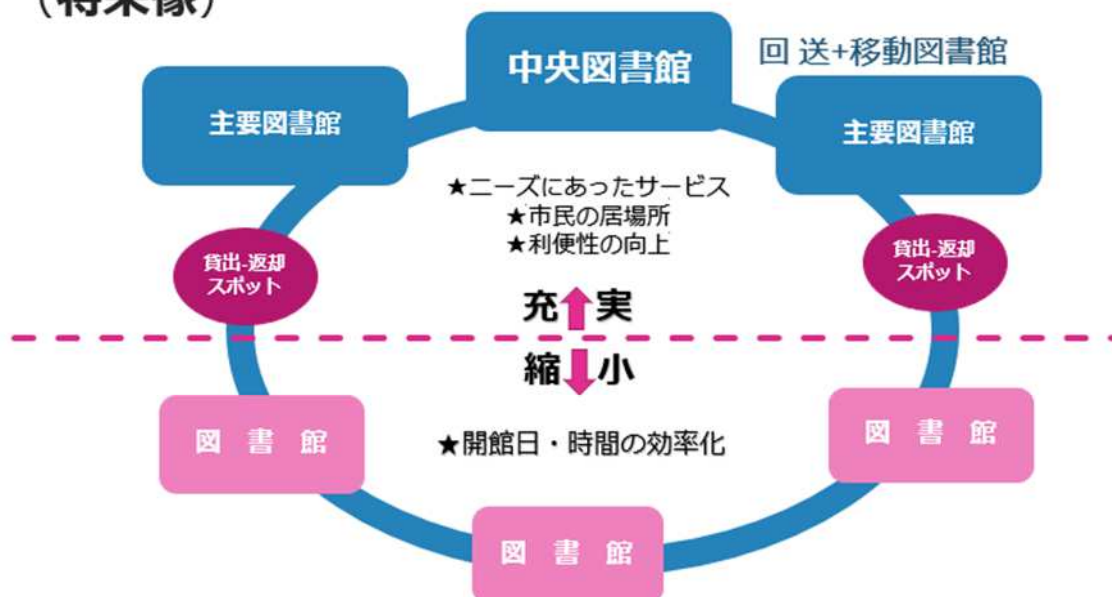 （将来像）
中央図書館
回 送+移動図書館
主要図書館
主要図書館
★ニーズにあったサービス
★市民の居場所
★利便性の向上
貸出-返却
スポット
貸出-返却
スポット
充 実
縮 小
図 書 館
★開館日・時間の効率化
図 書 館
図 書 館